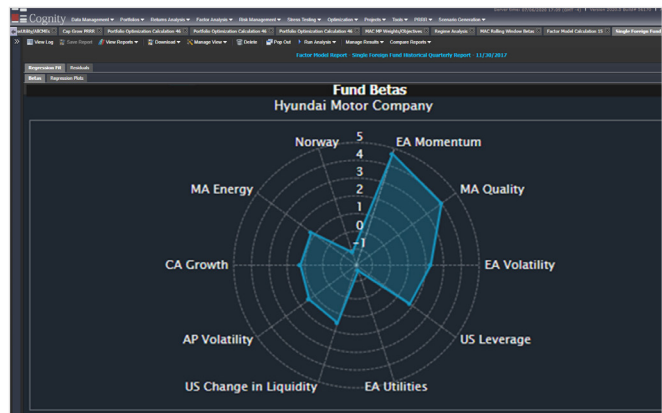 Cognity Data Management Portfolios Returns Analysis Factor Analysis Risk Management Stress Testing Optimization Projects Tools PRRD Scenario Generation
Cap Grow PRRR Portfolio Optimization Calculation 46 Portfolio Optimization Calculation 46 Portfolio Optimization Calculation 46 MAC MP Weights/Objectives Regime Analysis MAC Rolling Window Betas Factor Model Calculation 15 Single Foreign Fund
View Log Save Report View Reports Download Manage View Delete Pop Out Run Analysis Manage Results Compare Reports
Factor Model Report - Single Foreign Fund Historical Quarterly Report - 11/30/2017
Regression Fit Residuals
Betas Regression Plots
Fund Betas
Hyundai Motor Company
Norway 5 EA Momentum
4
3
MA Energy 2 MA Quality
1
0
-1
CA Growth EA Volatility
AP Volatility US Leverage
US Change in Liquidity EA Utilities